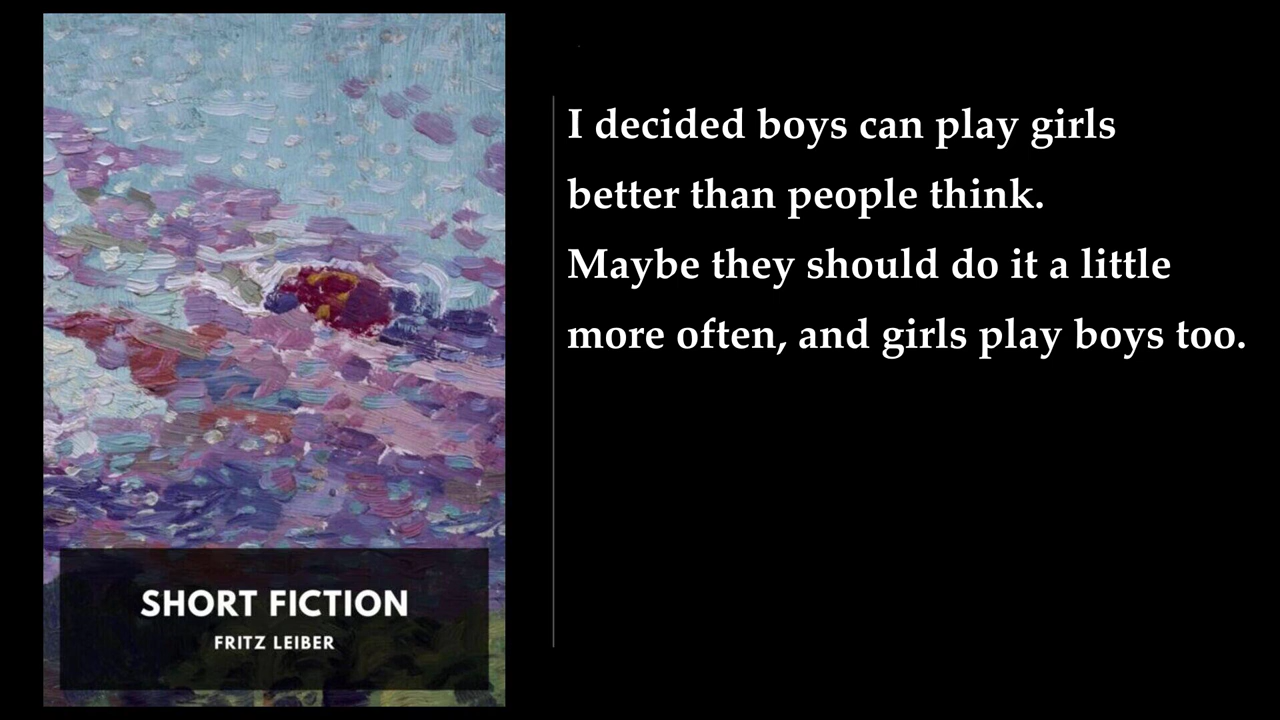 SHORT FICTION
FRITZ LEIBER
I decided boys can play girls
better than people think.
Maybe they should do it a little
more often, and girls play boys too.